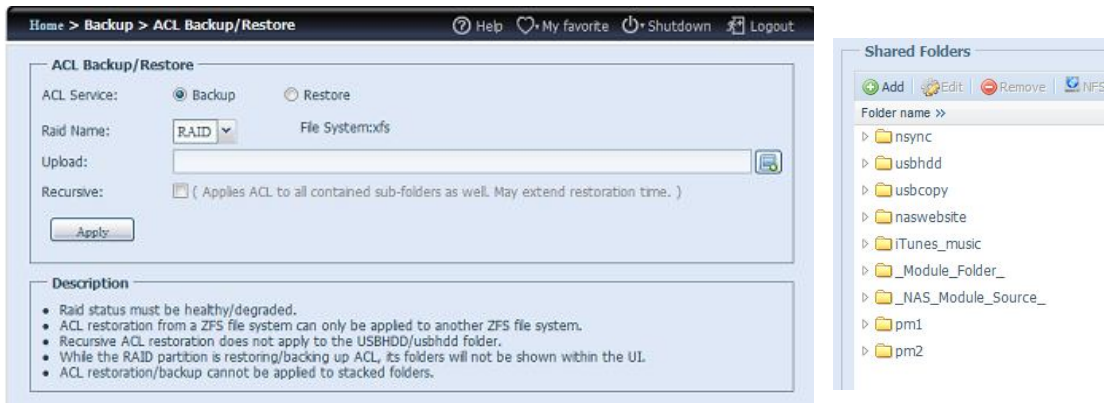 Home > Backup > ACL Backup/Restore Help My favorite Shutdown Logout
ACL Backup/Restore
ACL Service: Backup Restore
Raid Name: RAID File System:xfs
Upload:
Recursive: ( Applies ACL to all contained sub-folders as well. May extend restoration time. )
Apply
Description
• Raid status must be healthy/degraded.
• ACL restoration from a ZFS file system can only be applied to another ZFS file system.
• Recursive ACL restoration does not apply to the USBHDD/usbhdd folder.
• While the RAID partition is restoring/backing up ACL, its folders will not be shown within the UI.
• ACL restoration/backup cannot be applied to stacked folders.
Shared Folders
Add Edit Remove NFS
Folder name »
nsync
usbhdd
usbcopy
naswebsite
iTunes_music
_Module_Folder_
_NAS_Module_Source_
pm1
pm2